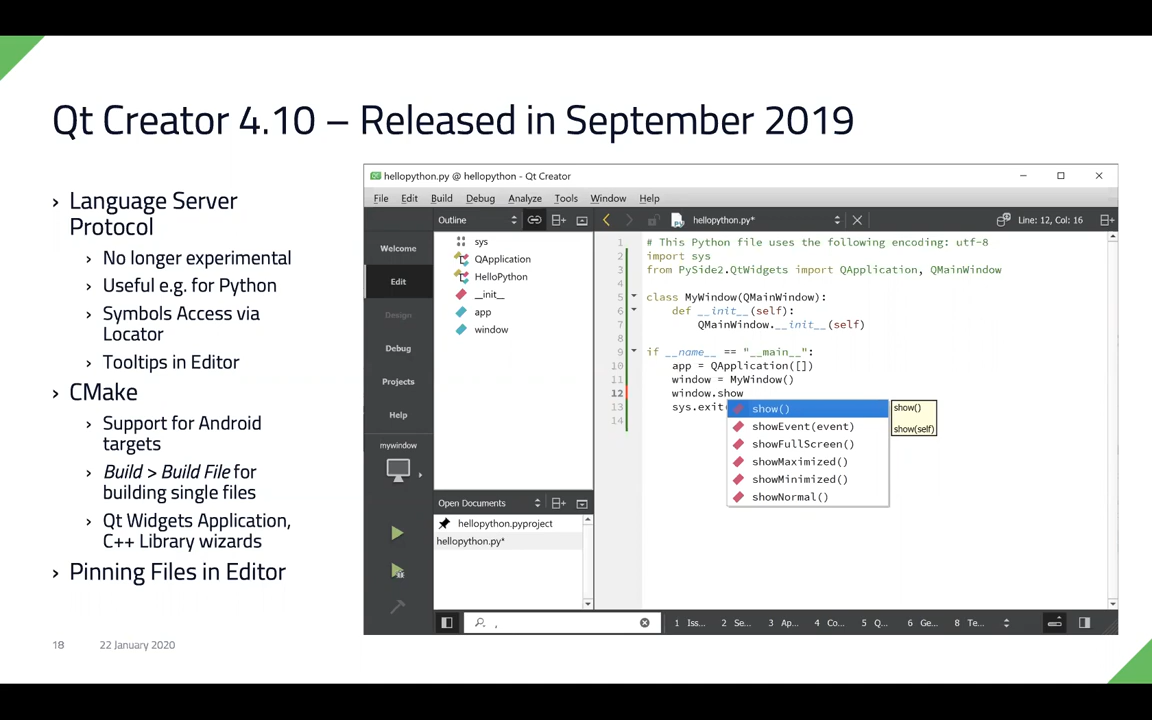 Qt Creator 4.10 – Released in September 2019
› Language Server
Protocol
› No longer experimental
› Useful e.g. for Python
› Symbols Access via
Locator
› Tooltips in Editor
› CMake
› Support for Android
targets
› Build > Build File for
building single files
› Qt Widgets Application,
C++ Library wizards
› Pinning Files in Editor
hellopython.py @ hellopython - Qt Creator
File Edit Build Debug Analyze Tools Window Help
Outline
hellopython.py*
Line: 12, Col: 16
Welcome
Edit
Design
Debug
Projects
Help
mywindow
sys
QApplication
HelloPython
__init__
app
window
Open Documents
hellopython.pyproject
hellopython.py*
1 # This Python file uses the following encoding: utf-8
2 import sys
3 from PySide2.QtWidgets import QApplication, QMainWindow
4
5 class MyWindow(QMainWindow):
6 def __init__(self):
7 QMainWindow.__init__(self)
8
9 if __name__ == "__main__":
10 app = QApplication([])
11 window = MyWindow()
12 window.show
13 sys.exit(
14
show()
showEvent(event)
showFullScreen()
showMaximized()
showMinimized()
showNormal()
show()
show(self)
,
1 Iss... 2 Se... 3 Ap... 4 Co... 5 Q... 6 Ge... 8 Te...
18 22 January 2020